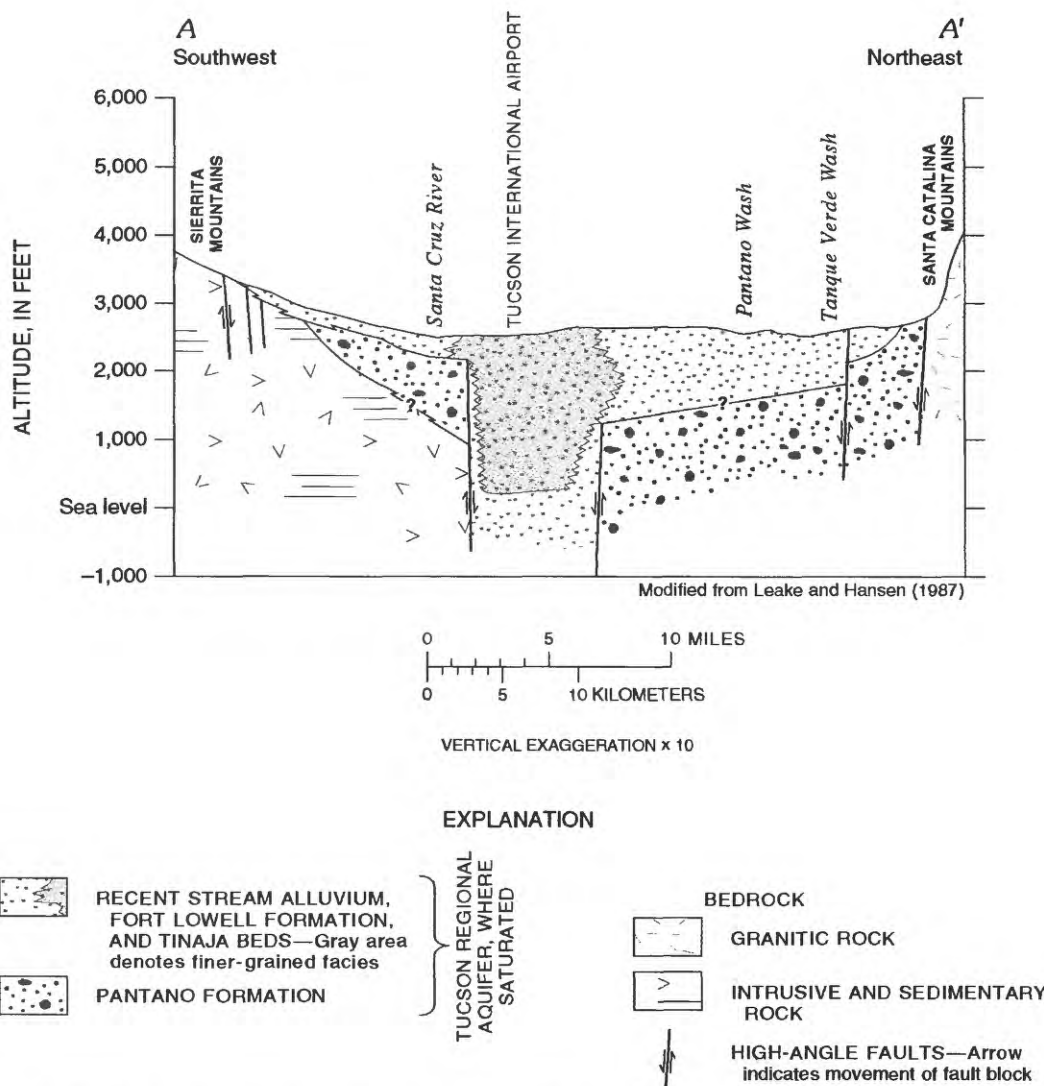 A
Southwest
A'
Northeast
TUCSON INTERNATIONAL AIRPORT
6,000
5,000
4,000
3,000
2,000
1,000
Sea level
–1,000
ALTITUDE, IN FEET
SIERRITA
MOUNTAINS
Santa Cruz River
Pantano Wash
Tanque Verde Wash
SANTA CATALINA
MOUNTAINS
?
?
Modified from Leake and Hansen (1987)
0 5 10 MILES
0 5 10 KILOMETERS
VERTICAL EXAGGERATION x 10
EXPLANATION
RECENT STREAM ALLUVIUM,
FORT LOWELL FORMATION,
AND TINAJA BEDS—Gray area
denotes finer-grained facies
PANTANO FORMATION
TUCSON REGIONAL
AQUIFER, WHERE
SATURATED
BEDROCK
GRANITIC ROCK
INTRUSIVE AND SEDIMENTARY
ROCK
HIGH-ANGLE FAULTS—Arrow
indicates movement of fault block